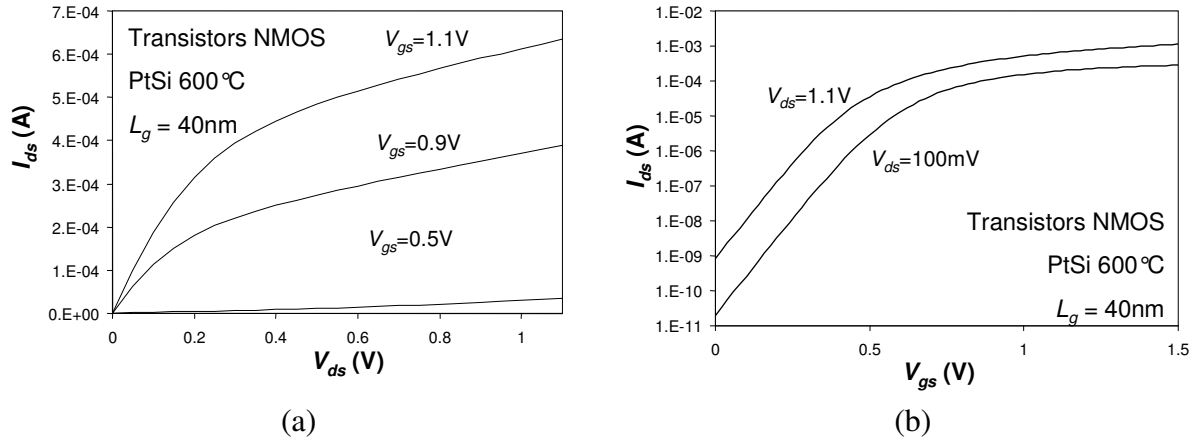 7.E-04
6.E-04
5.E-04
4.E-04
3.E-04
2.E-04
1.E-04
0.E+00
I_ds (A)
Transistors NMOS
PtSi 600°C
L_g = 40nm
V_gs=1.1V
V_gs=0.9V
V_gs=0.5V
0 0.2 0.4 0.6 0.8 1
V_ds (V)
(a)
1.E-02
1.E-03
1.E-04
1.E-05
1.E-06
1.E-07
1.E-08
1.E-09
1.E-10
1.E-11
I_ds (A)
V_ds=1.1V
V_ds=100mV
Transistors NMOS
PtSi 600°C
L_g = 40nm
0 0.5 1 1.5
V_gs (V)
(b)